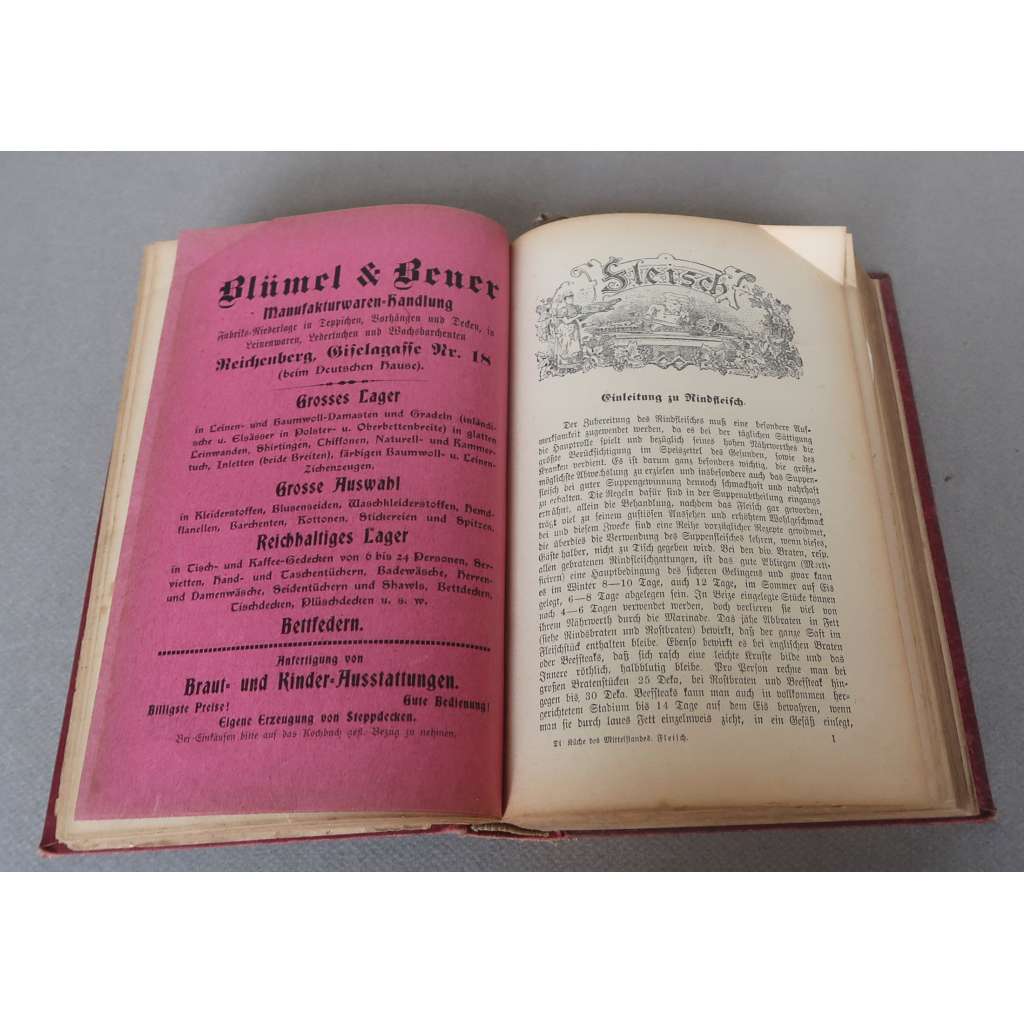 Blümel & Beuer
Manufakturwaren-Handlung
Fabriks-Niederlage in Teppichen, Vorhängen und Decken, in
Leinenwaren, Ledertuchen und Wachsbarchenten
Reichenberg, Giselagasse Nr. 18
(beim Deutschen Hause).
Grosses Lager
in Leinen- und Baumwoll-Damasten und Gradeln (inländi-
sche u. Elsässer in Polster- u. Oberbettenbreite) in glatten
Leinwanden, Shirtingen, Chiffonen, Naturell- und Kammer-
tuch, Inletten (beide Breiten), färbigen Baumwoll- u. Leinen-
Zichenzeugen.
Grosse Auswahl
in Kleiderstoffen, Blusenseiden, Waschkleiderstoffen, Hemd-
flanellen, Barchenten, Kottonen, Stickereien und Spitzen.
Reichhaltiges Lager
in Tisch- und Kaffee-Gedecken von 6 bis 24 Personen, Ser-
vietten, Hand- und Taschentüchern, Badewäsche, Herren-
und Damenwäsche, Seidentüchern und Shawls, Bettdecken,
Tischdecken, Plüschdecken u. s. w.
Bettfedern.
Anfertigung von
Braut- und Kinder-Ausstattungen.
Billigste Preise! Gute Bedienung!
Eigene Erzeugung von Steppdecken.
Bei Einkäufen bitte auf das Kochbuch gefl. Bezug zu nehmen.
Fleisch
Einleitung zu Rindfleisch.
Der Zubereitung des Rindfleisches muß eine besondere Auf-
merksamkeit zugewendet werden, da es bei der täglichen Sättigung
die Hauptrolle spielt und bezüglich seines hohen Nährwerthes die
größte Berücksichtigung im Speiszettel des Gesunden, sowie des
Kranken verdient. Es ist darum ganz besonders wichtig, die größt-
möglichste Abwechslung zu erzielen und insbesondere auch das Suppen-
fleisch bei guter Suppengewinnung dennoch schmackhaft und nahrhaft
zu erhalten. Die Regeln dafür sind in der Suppenabtheilung eingangs
erwähnt, allein die Behandlung, nachdem das Fleisch gar geworden,
trägt viel zu seinem gustiösen Aussehen und erhöhtem Wohlgeschmack
bei und diesem Zwecke sind eine Reihe vorzüglicher Rezepte gewidmet,
die überdies die Verwendung des Suppenfleisches lehren, wenn dieses,
Gäste halber, nicht zu Tisch gegeben wird. Bei den div. Braten, resp.
allen gebratenen Rindfleischgattungen, ist das gute Abliegen (Morti-
fiziren) eine Hauptbedingung des sicheren Gelingens und zwar kann
es im Winter 8—10 Tage, auch 12 Tage, im Sommer auf Eis
gelegt, 6—8 Tage abgelegen sein. In Beize eingelegte Stücke können
nach 4—6 Tagen verwendet werden, doch verlieren sie viel von
ihrem Nährwerth durch die Marinade. Das jähe Abbraten in Fett
(siehe Rindsbraten und Rostbraten) bewirkt, daß der ganze Saft im
Fleischstück enthalten bleibe. Ebenso bewirkt es bei englischen Braten
oder Beefsteaks, daß sich rasch eine leichte Kruste bilde und das
Innere röthlich, halbblutig bleibe. Pro Person rechne man bei
großen Bratenstücken 25 Deka, bei Rostbraten und Beefsteak hin-
gegen bis 30 Deka. Beefsteaks kann man auch in vollkommen her-
gerichtetem Stadium bis 14 Tage auf dem Eis bewahren, wenn
man sie durch laues Fett einzelnweis zieht, in ein Gefäß einlegt,
Die Küche des Mittelstandes. Fleisch. 1